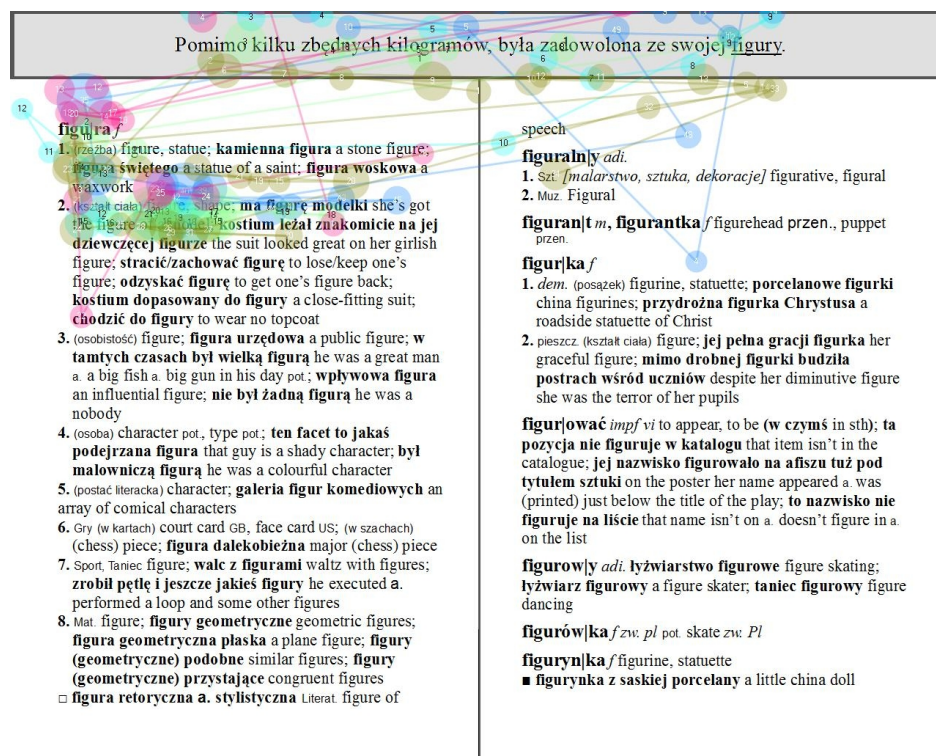 Pomimo kilku zbędnych kilogramów, była zadowolona ze swojej figury.
figu|ra f
1. (rzeźba) figure, statue; kamienna figura a stone figure;
figura świętego a statue of a saint; figura woskowa a
waxwork
2. (kształt ciała) shape; ma figurę modelki she's got
the figure of a model; kostium leżał znakomicie na jej
dziewczęcej figurze the suit looked great on her girlish
figure; stracić/zachować figurę to lose/keep one's
figure; odzyskać figurę to get one's figure back;
kostium dopasowany do figury a close-fitting suit;
chodzić do figury to wear no topcoat
3. (osobistość) figure; figura urzędowa a public figure; w
tamtych czasach był wielką figurą he was a great man
a. a big fish a. big gun in his day pot.; wpływowa figura
an influential figure; nie był żadną figurą he was a
nobody
4. (osoba) character pot., type pot.; ten facet to jakaś
podejrzana figura that guy is a shady character; był
malowniczą figurą he was a colourful character
5. (postać literacka) character; galeria figur komediowych an
array of comical characters
6. Gry (w kartach) court card GB, face card US; (w szachach)
(chess) piece; figura dalekobieżna major (chess) piece
7. Sport, Taniec figure; walc z figurami waltz with figures;
zrobił pętlę i jeszcze jakieś figury he executed a.
performed a loop and some other figures
8. Mat. figure; figury geometryczne geometric figures;
figura geometryczna płaska a plane figure; figury
(geometryczne) podobne similar figures; figury
(geometryczne) przystające congruent figures
□ figura retoryczna a. stylistyczna Literat. figure of
speech
figuraln|y adi.
1. Szt. [malarstwo, sztuka, dekoracje] figurative, figural
2. Muz. Figural
figuran|t m, figurantka f figurehead przen., puppet
przen.
figur|ka f
1. dem. (posążek) figurine, statuette; porcelanowe figurki
china figurines; przydrożna figurka Chrystusa a
roadside statuette of Christ
2. pieszcz. (kształt ciała) figure; jej pełna gracji figurka her
graceful figure; mimo drobnej figurki budziła
postrach wśród uczniów despite her diminutive figure
she was the terror of her pupils
figur|ować impf vi to appear, to be (w czymś in sth); ta
pozycja nie figuruje w katalogu that item isn't in the
catalogue; jej nazwisko figurowało na afiszu tuż pod
tytułem sztuki on the poster her name appeared a. was
(printed) just below the title of the play; to nazwisko nie
figuruje na liście that name isn't on a. doesn't figure in a.
on the list
figurow|y adi. łyżwiarstwo figurowe figure skating;
łyżwiarz figurowy a figure skater; taniec figurowy figure
dancing
figurów|ka f zw. pl pot. skate zw. Pl
figuryn|ka f figurine, statuette
■ figurynka z saskiej porcelany a little china doll